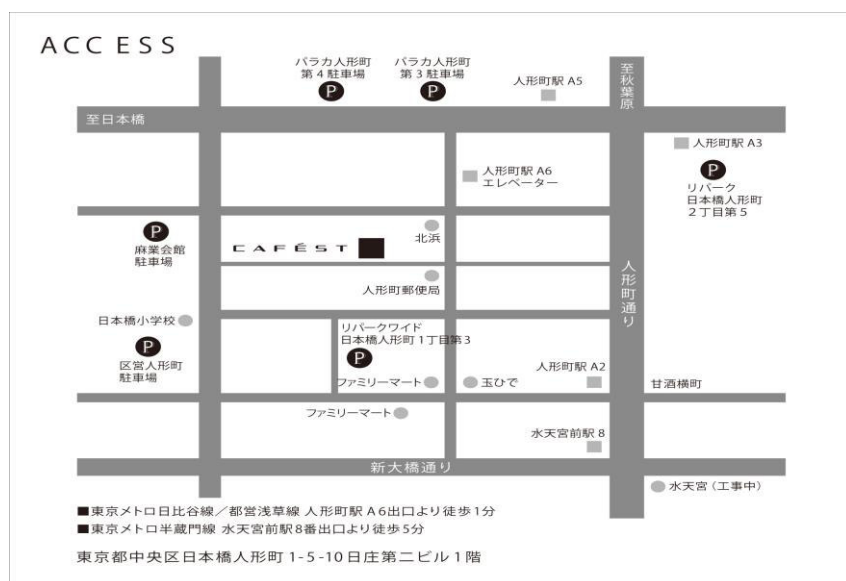 ACCESS
パラカ人形町
第4駐車場
P
パラカ人形町
第3駐車場
P
人形町駅 A5
至秋葉原
至日本橋
人形町駅 A3
P
リパーク
日本橋人形町
2丁目第5
人形町駅 A6
エレベーター
P
麻業会館
駐車場
CAFÉST
北浜
人形町郵便局
人形町通り
日本橋小学校
P
区営人形町
駐車場
リパークワイド
日本橋人形町1丁目第3
P
ファミリーマート
玉ひで
人形町駅 A2
甘酒横町
ファミリーマート
水天宮前駅 8
新大橋通り
水天宮(工事中)
■東京メトロ日比谷線/都営浅草線 人形町駅 A6出口より徒歩1分
■東京メトロ半蔵門線 水天宮前駅8番出口より徒歩5分
東京都中央区日本橋人形町 1-5-10 日庄第二ビル 1階